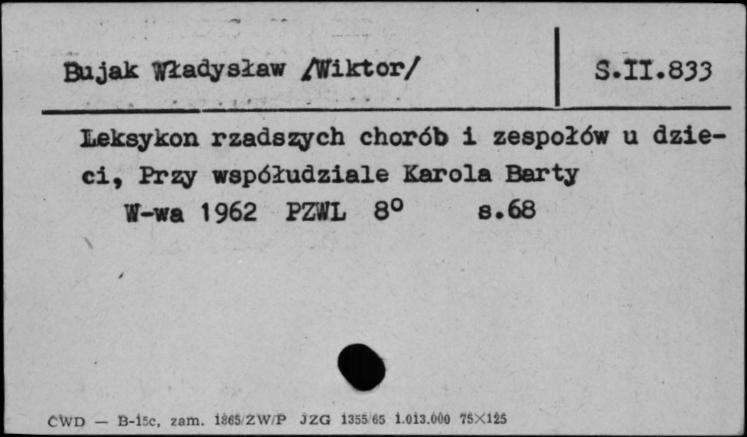 Bujak Władysław /Wiktor/
S.II.833
Leksykon rzadszych chorób i zespołów u dzie-
ci, Przy współudziale Karola Barty
W-wa 1962 PZWL 8° s.68
CWD — B-15c, zam. 1865/ZW/P JZG 1355/65 1.013.000 75×125